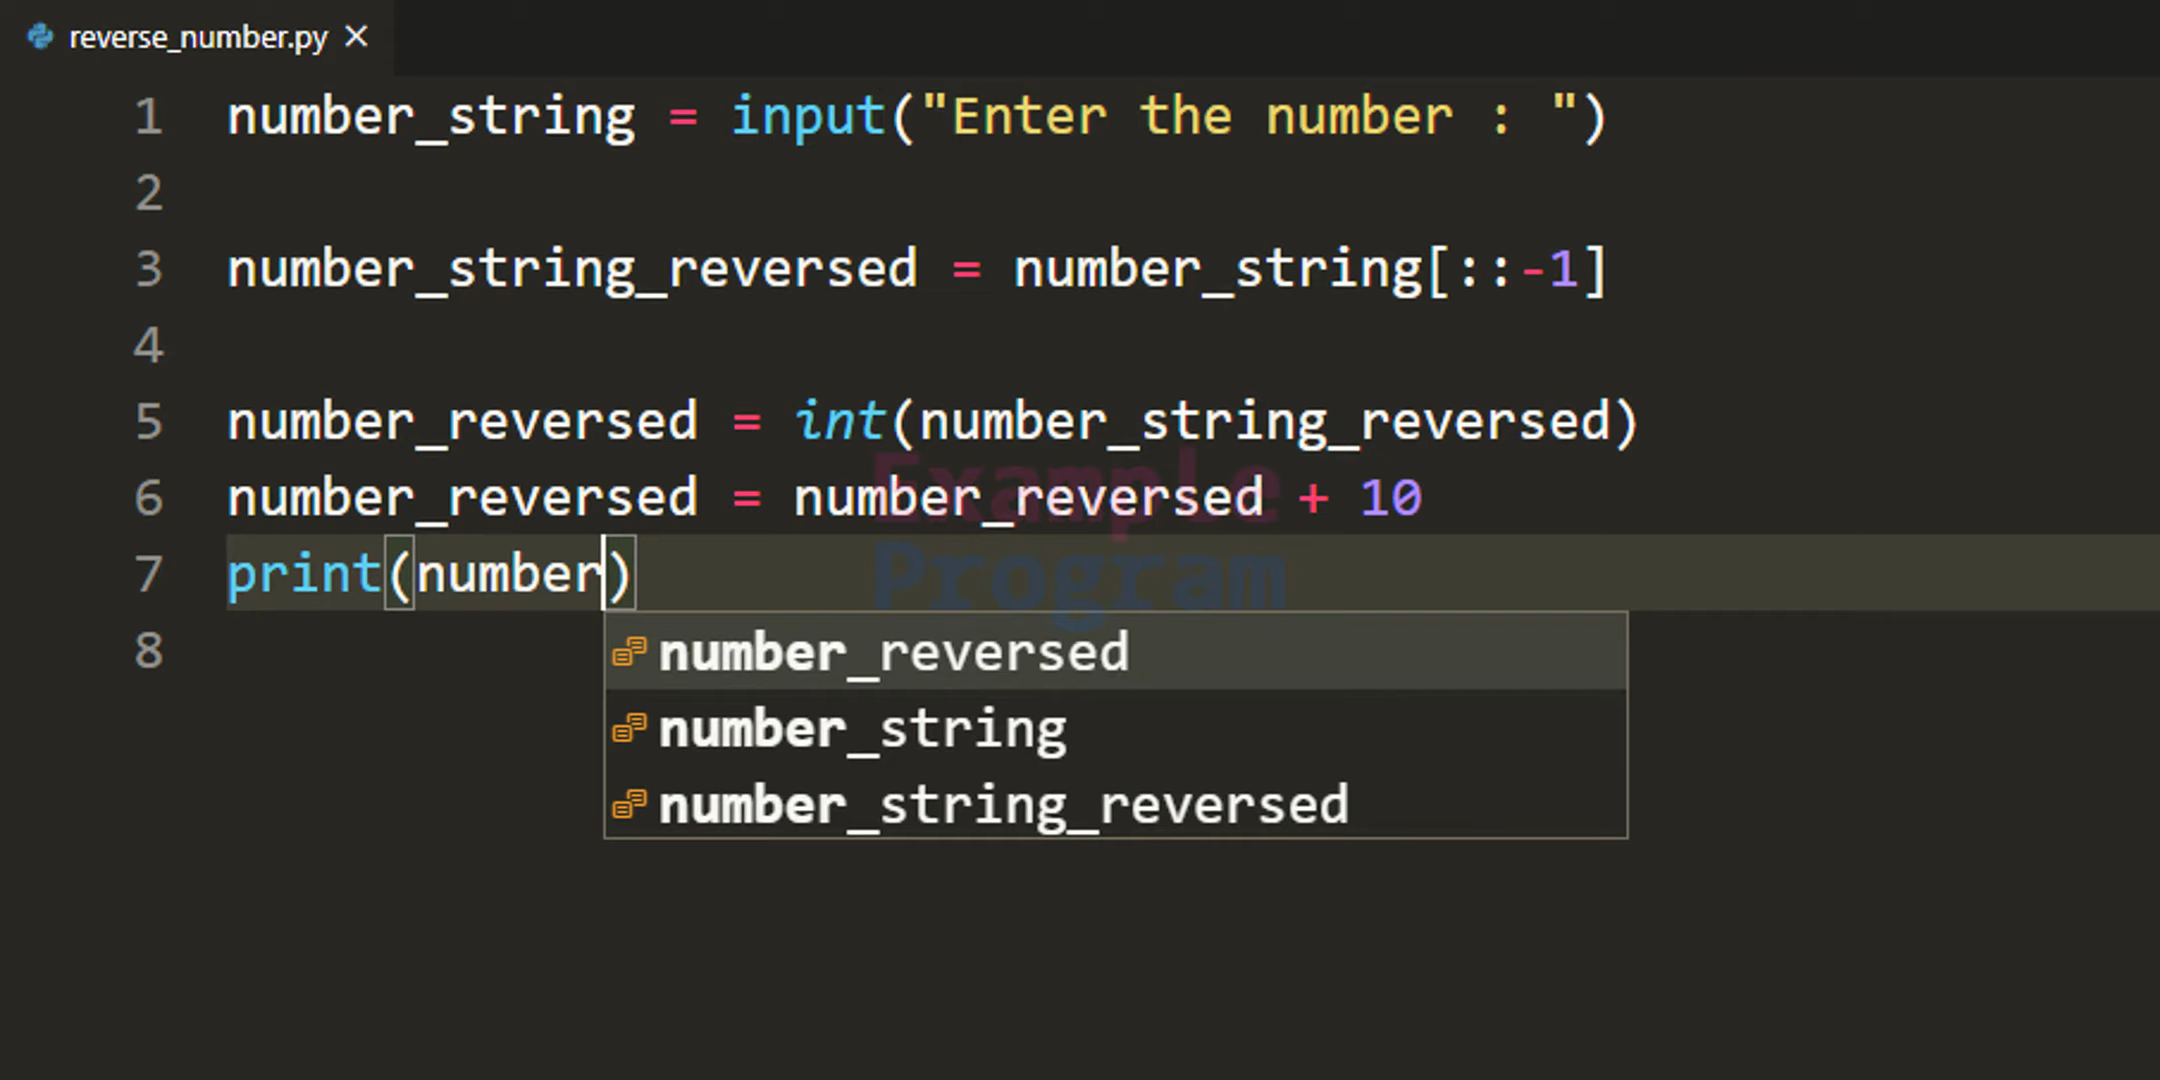 reverse_number.py ×
1 number_string = input("Enter the number : ")
2
3 number_string_reversed = number_string[::-1]
4
5 number_reversed = int(number_string_reversed)
6 number_reversed = number_reversed + 10
Example
7 print(number)
Program
8
number_reversed
number_string
number_string_reversed